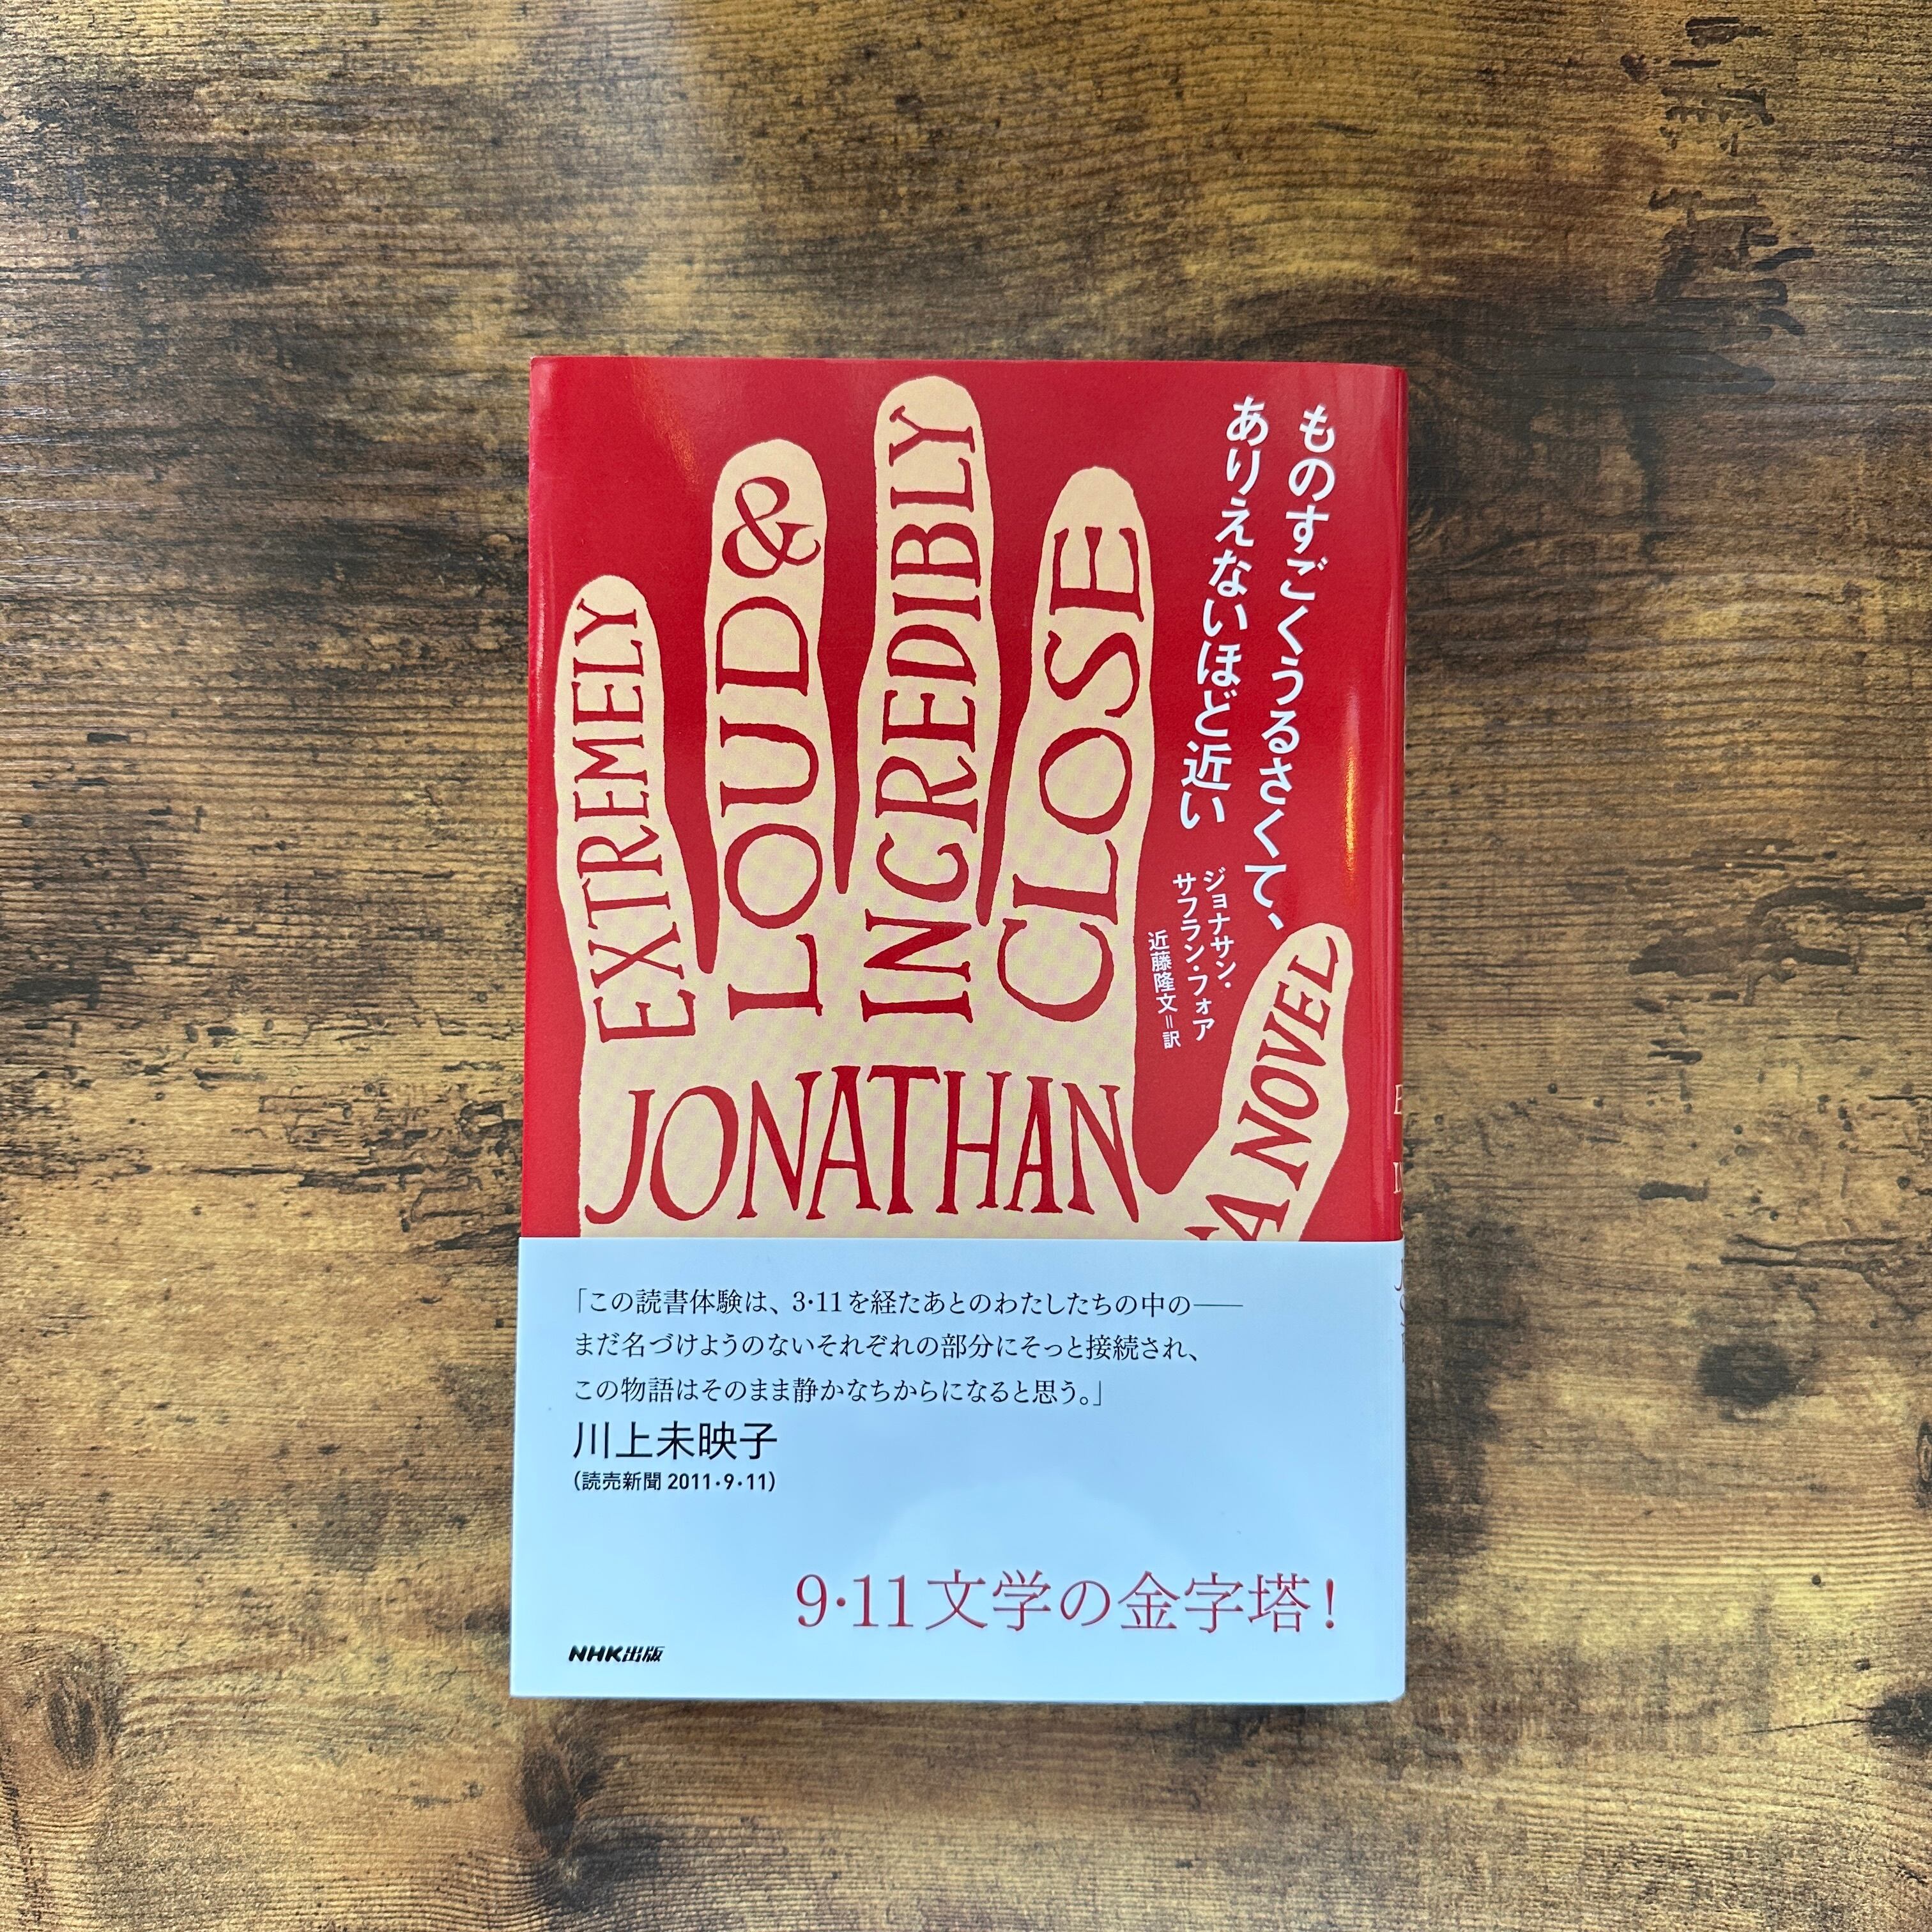 ものすごくうるさくて、
ありえないほど近い
ジョナサン・
サフラン・フォア
近藤隆文＝訳
EXTREMELY
LOUD &
INCREDIBLY
CLOSE
A NOVEL
JONATHAN
「この読書体験は、3・11を経たあとのわたしたちの中の──
まだ名づけようのないそれぞれの部分にそっと接続され、
この物語はそのまま静かなちからになると思う。」
川上未映子
（読売新聞 2011・9・11）
9・11文学の金字塔！
NHK出版